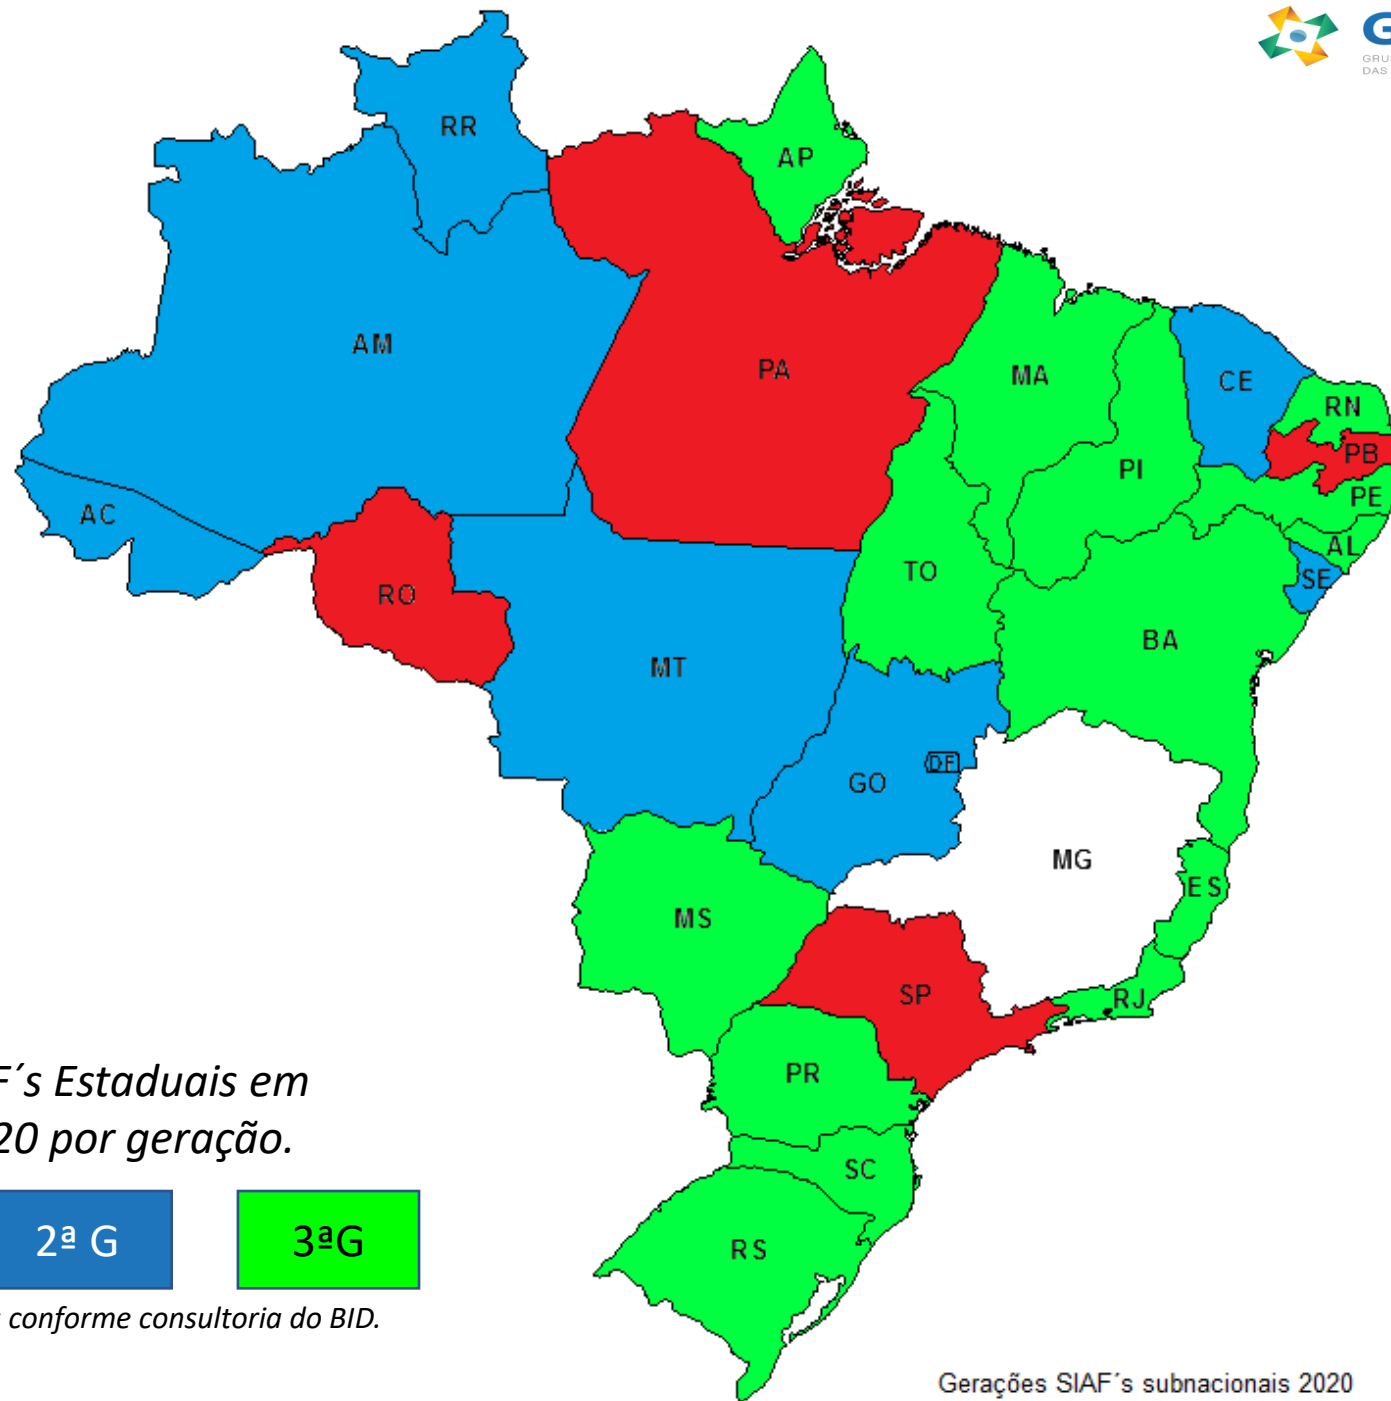 G
GRU
DAS
RR
AP
AM
PA
MA
CE
RN
PB
PI
PE
AC
AL
TO
SE
RO
BA
MT
DF
GO
MG
ES
MS
SP
RJ
PR
SC
RS
F´s Estaduais em
20 por geração.
2ª G
3ªG
conforme consultoria do BID.
Gerações SIAF´s subnacionais 2020